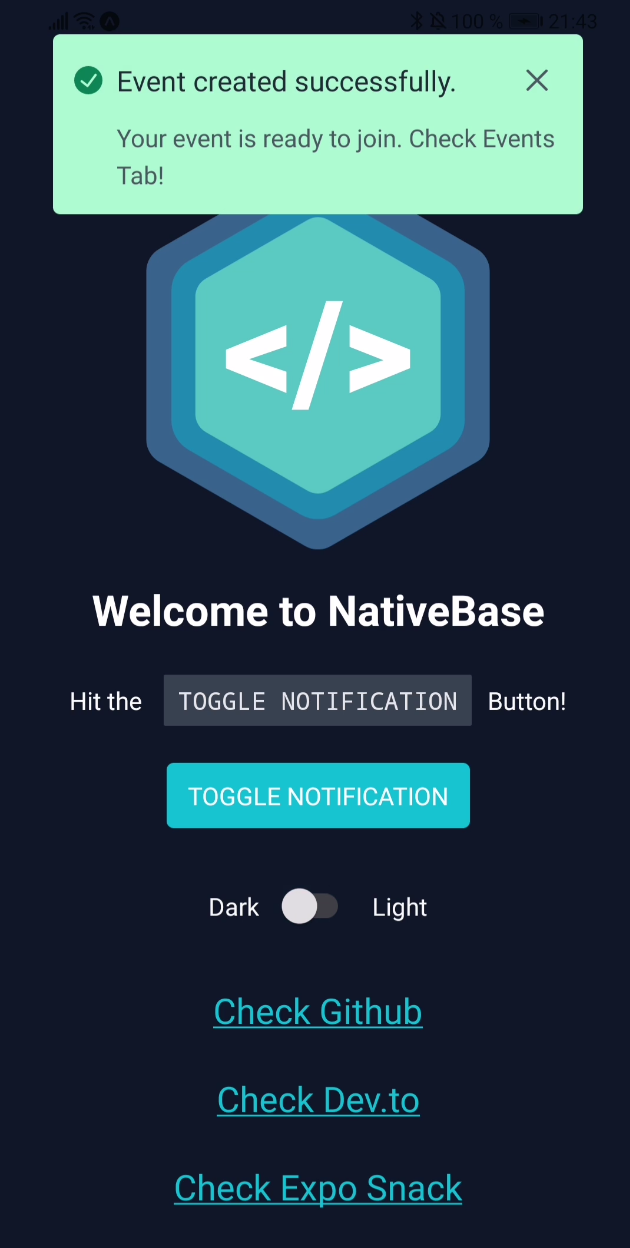 100 % 21:43
Event created successfully.
Your event is ready to join. Check Events
Tab!
</>
Welcome to NativeBase
Hit the TOGGLE NOTIFICATION Button!
TOGGLE NOTIFICATION
Dark Light
Check Github
Check Dev.to
Check Expo Snack